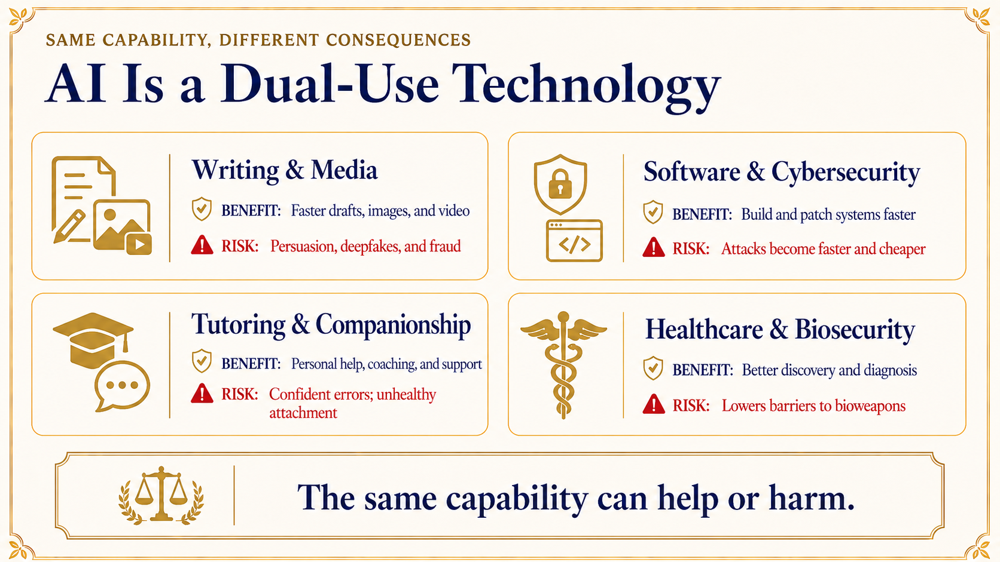 SAME CAPABILITY, DIFFERENT CONSEQUENCES
AI Is a Dual-Use Technology
Writing & Media
BENEFIT: Faster drafts, images, and video
RISK: Persuasion, deepfakes, and fraud
Software & Cybersecurity
BENEFIT: Build and patch systems faster
RISK: Attacks become faster and cheaper
Tutoring & Companionship
BENEFIT: Personal help, coaching, and support
RISK: Confident errors; unhealthy
attachment
Healthcare & Biosecurity
BENEFIT: Better discovery and diagnosis
RISK: Lowers barriers to bioweapons
The same capability can help or harm.